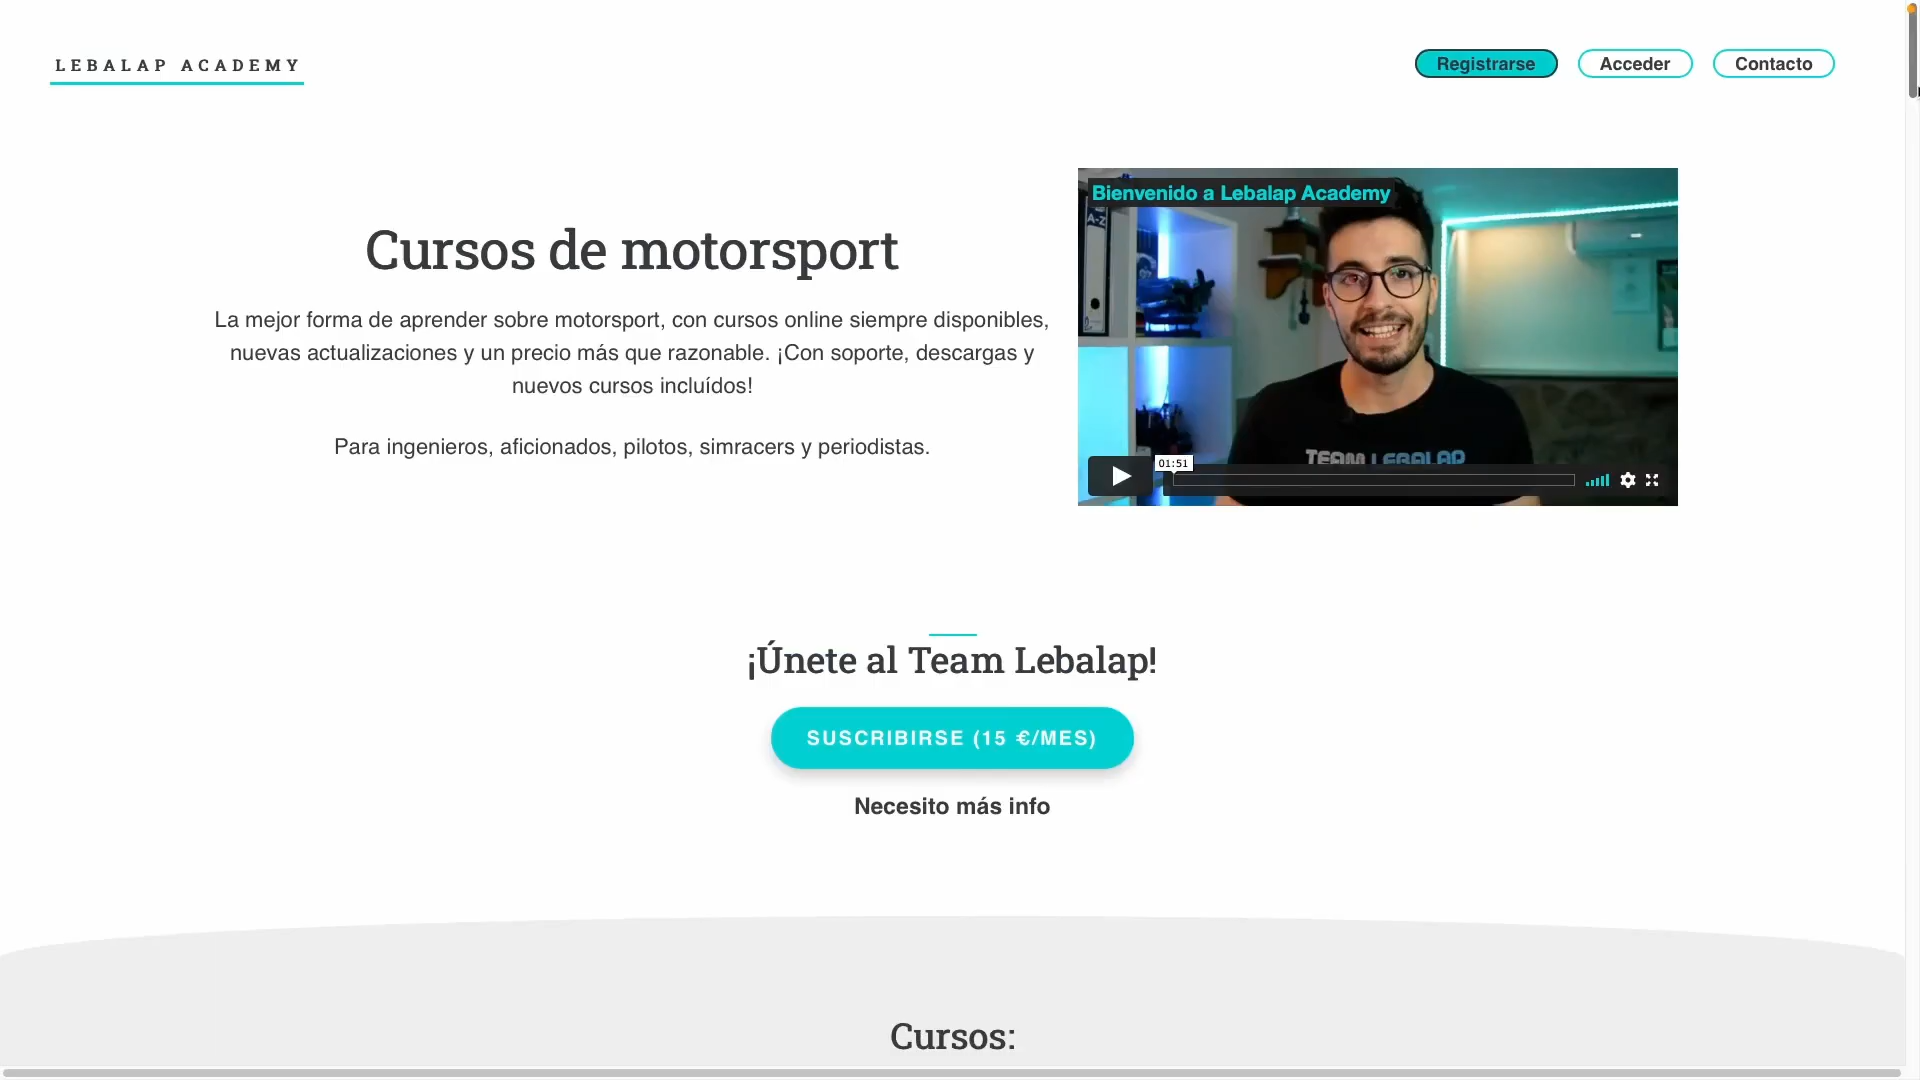 LEBALAP ACADEMY
Registrarse
Acceder
Contacto
Cursos de motorsport
La mejor forma de aprender sobre motorsport, con cursos online siempre disponibles,
nuevas actualizaciones y un precio más que razonable. ¡Con soporte, descargas y
nuevos cursos incluídos!
Para ingenieros, aficionados, pilotos, simracers y periodistas.
Bienvenido a Lebalap Academy
A-Z
TEAM LEBALAP
01:51
¡Únete al Team Lebalap!
SUSCRIBIRSE (15 €/MES)
Necesito más info
Cursos: